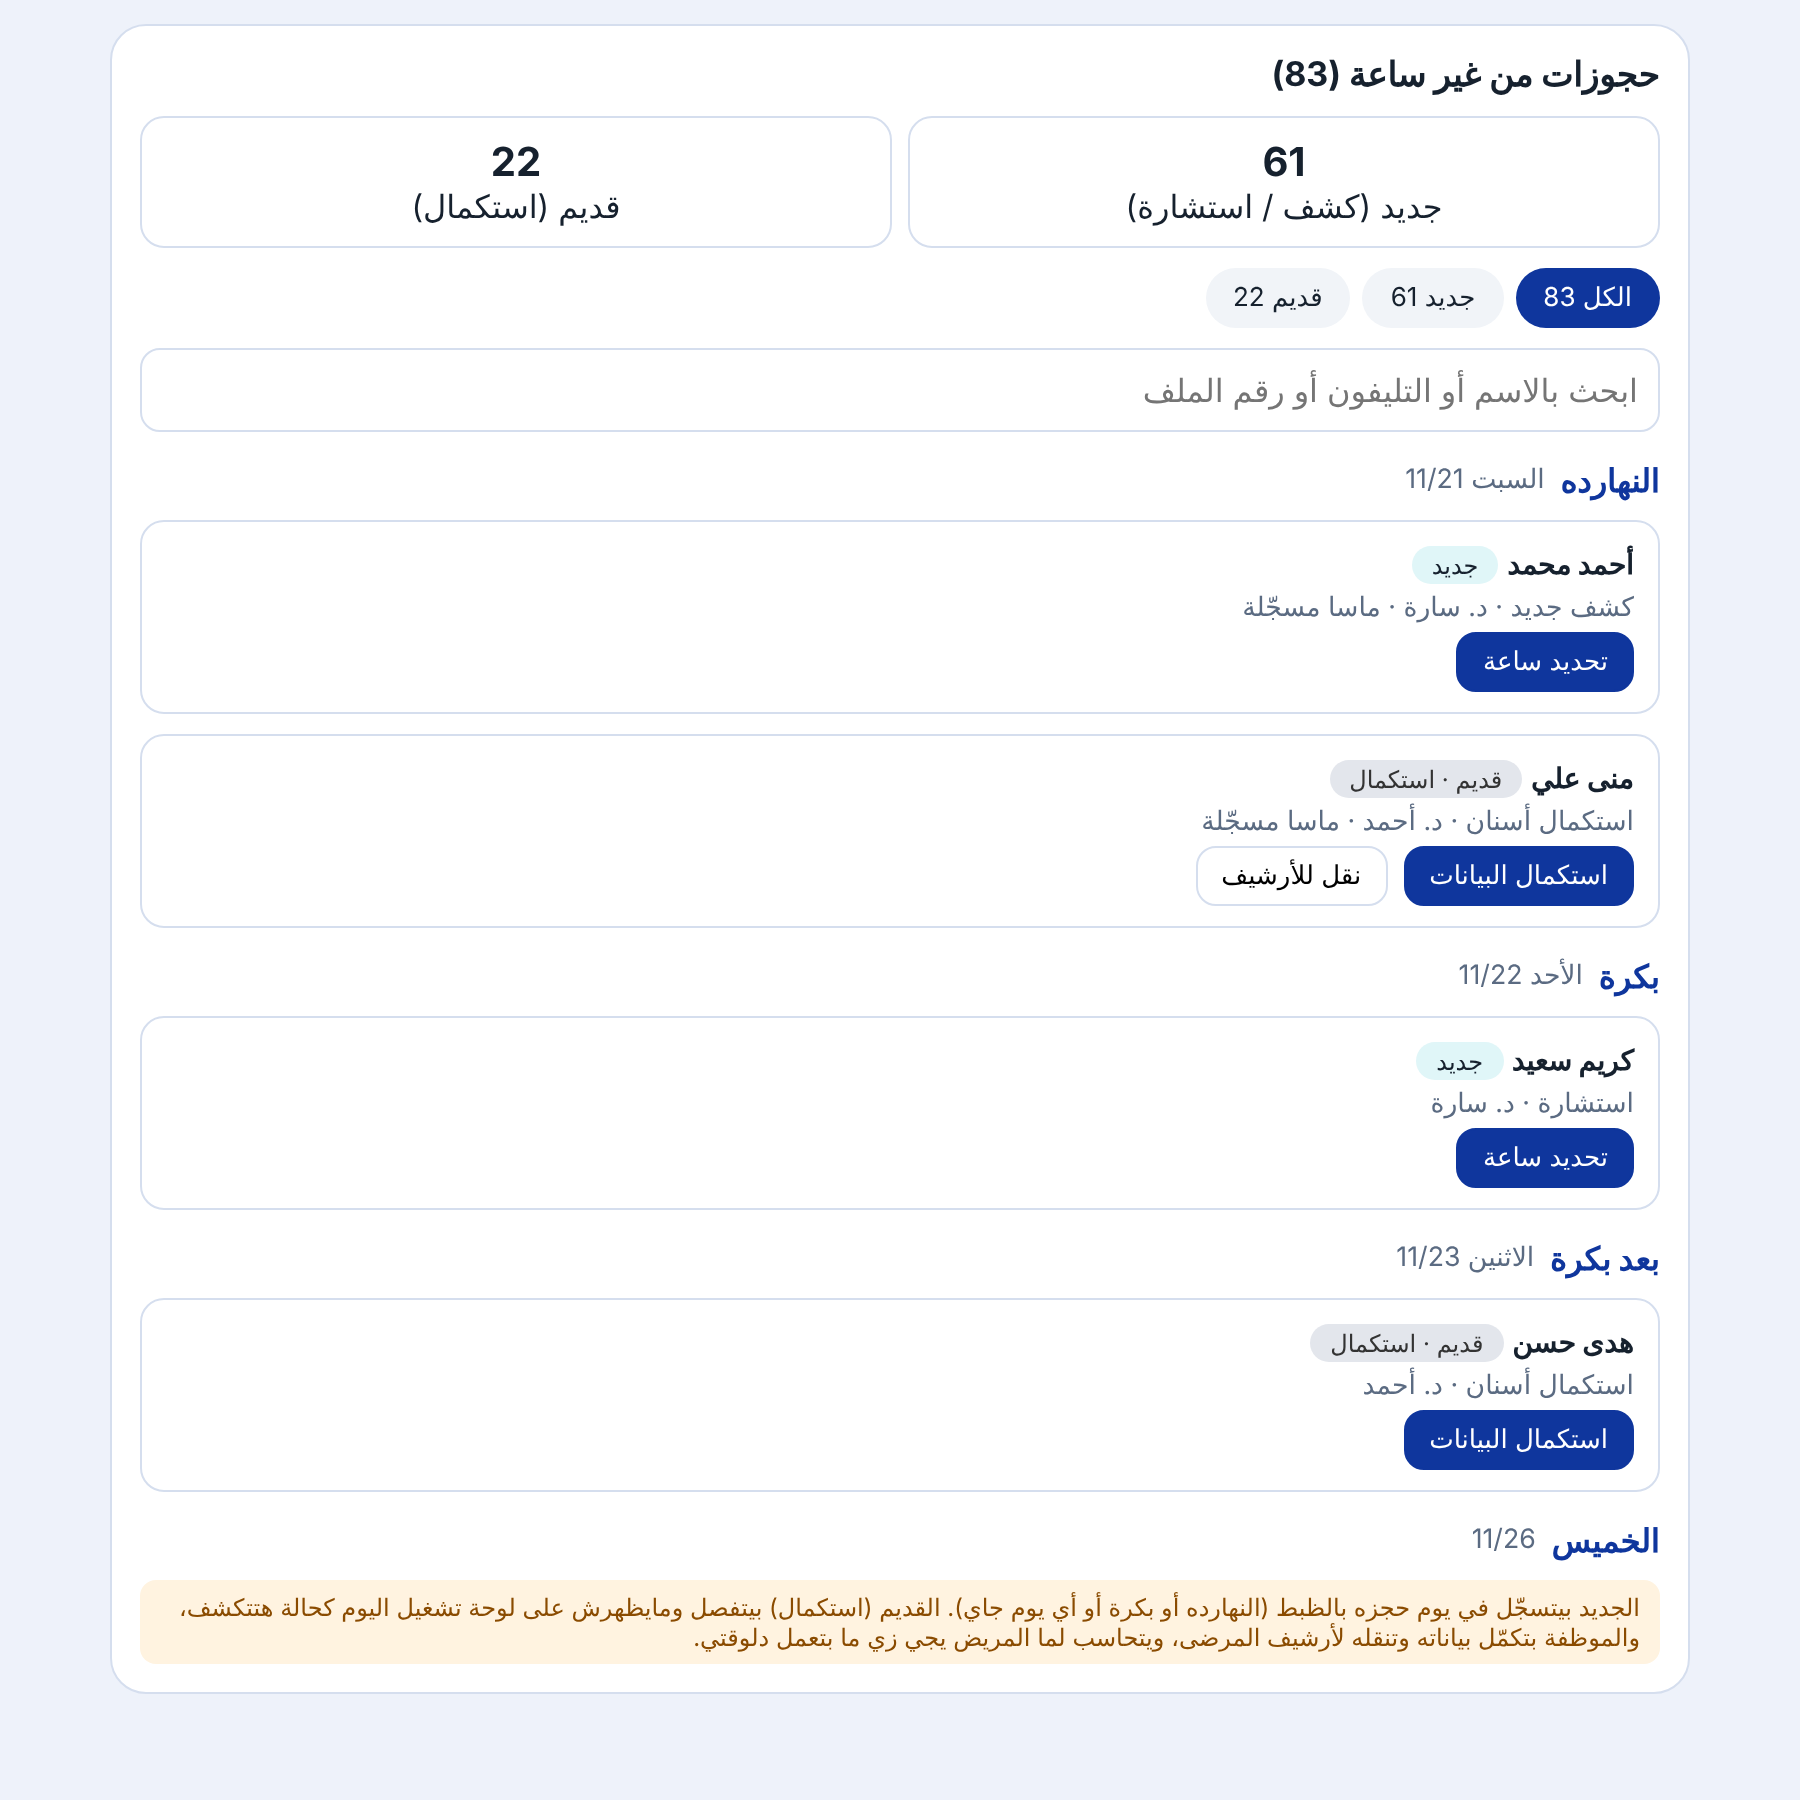 حجوزات من غير ساعة (83)
61
جديد (كشف / استشارة)
22
قديم (استكمال)
الكل 83
جديد 61
قديم 22
ابحث بالاسم أو التليفون أو رقم الملف
النهارده السبت 11/21
أحمد محمد جديد
كشف جديد · د. سارة · ماسا مسجّلة
تحديد ساعة
منى علي قديم · استكمال
استكمال أسنان · د. أحمد · ماسا مسجّلة
استكمال البيانات
نقل للأرشيف
بكرة الأحد 11/22
كريم سعيد جديد
استشارة · د. سارة
تحديد ساعة
بعد بكرة الاثنين 11/23
هدى حسن قديم · استكمال
استكمال أسنان · د. أحمد
استكمال البيانات
الخميس 11/26
الجديد بيتسجّل في يوم حجزه بالظبط (النهارده أو بكرة أو أي يوم جاي). القديم (استكمال) بيتفصل ومايظهرش على لوحة تشغيل اليوم كحالة هتتكشف،
والموظفة بتكمّل بياناته وتنقله لأرشيف المرضى، ويتحاسب لما المريض يجي زي ما بتعمل دلوقتي.